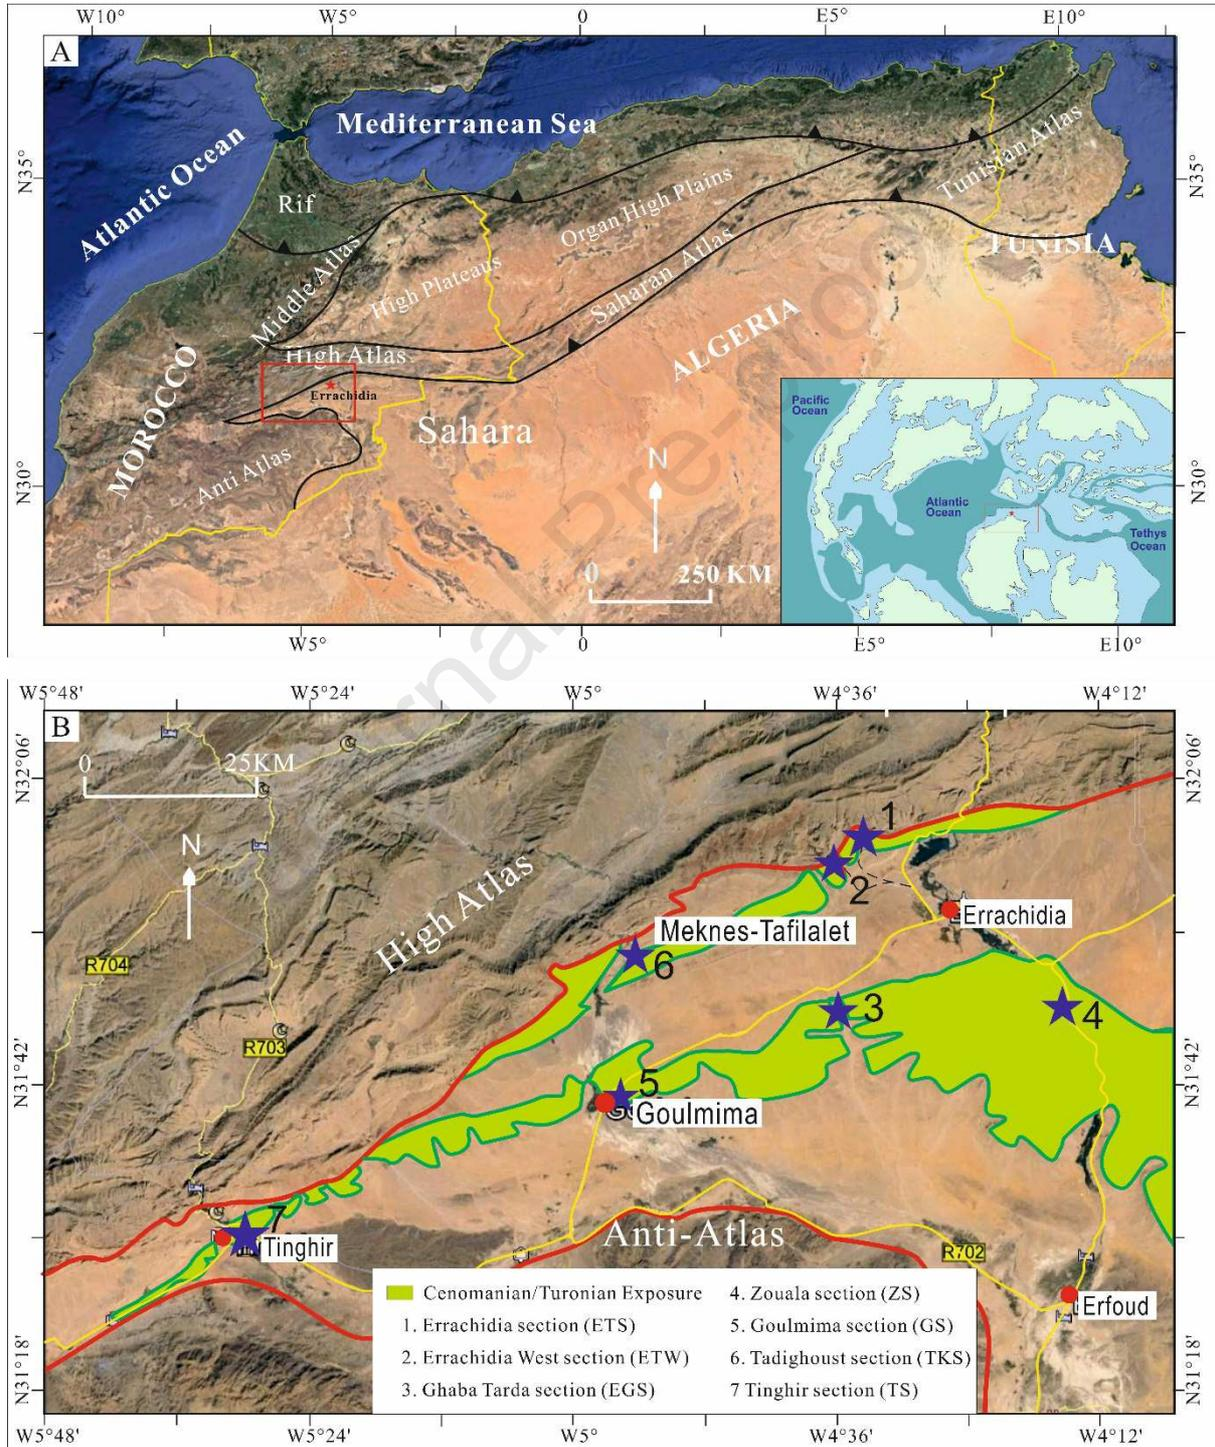 W10° W5° 0 E5° E10°
A
Mediterranean Sea
Atlantic Ocean
N35° N35°
Rif
Tunisian Atlas
Organ High Plains
TUNISIA
Middle Atlas
High Plateaus
Saharan Atlas
ALGERIA
High Atlas
Errachidia
MOROCCO
Sahara
Anti Atlas
N30° N30°
N
0 250 KM
Pacific
Ocean
Atlantic
Ocean
Tethys
Ocean
W5° 0 E5° E10°
Journal Pre-proof
W5°48' W5°24' W5° W4°36' W4°12'
B
N32°06' N32°06'
0 25KM
N
1
2
High Atlas
Errachidia
Meknes-Tafilalet
6
R704
3
4
R703
N31°42' N31°42'
5
Goulmima
7
Tinghir
Anti-Atlas
R702
Erfoud
Cenomanian/Turonian Exposure
1. Errachidia section (ETS)
2. Errachidia West section (ETW)
3. Ghaba Tarda section (EGS)
4. Zouala section (ZS)
5. Goulmima section (GS)
6. Tadighoust section (TKS)
7 Tinghir section (TS)
N31°18' N31°18'
W5°48' W5°24' W5° W4°36' W4°12'